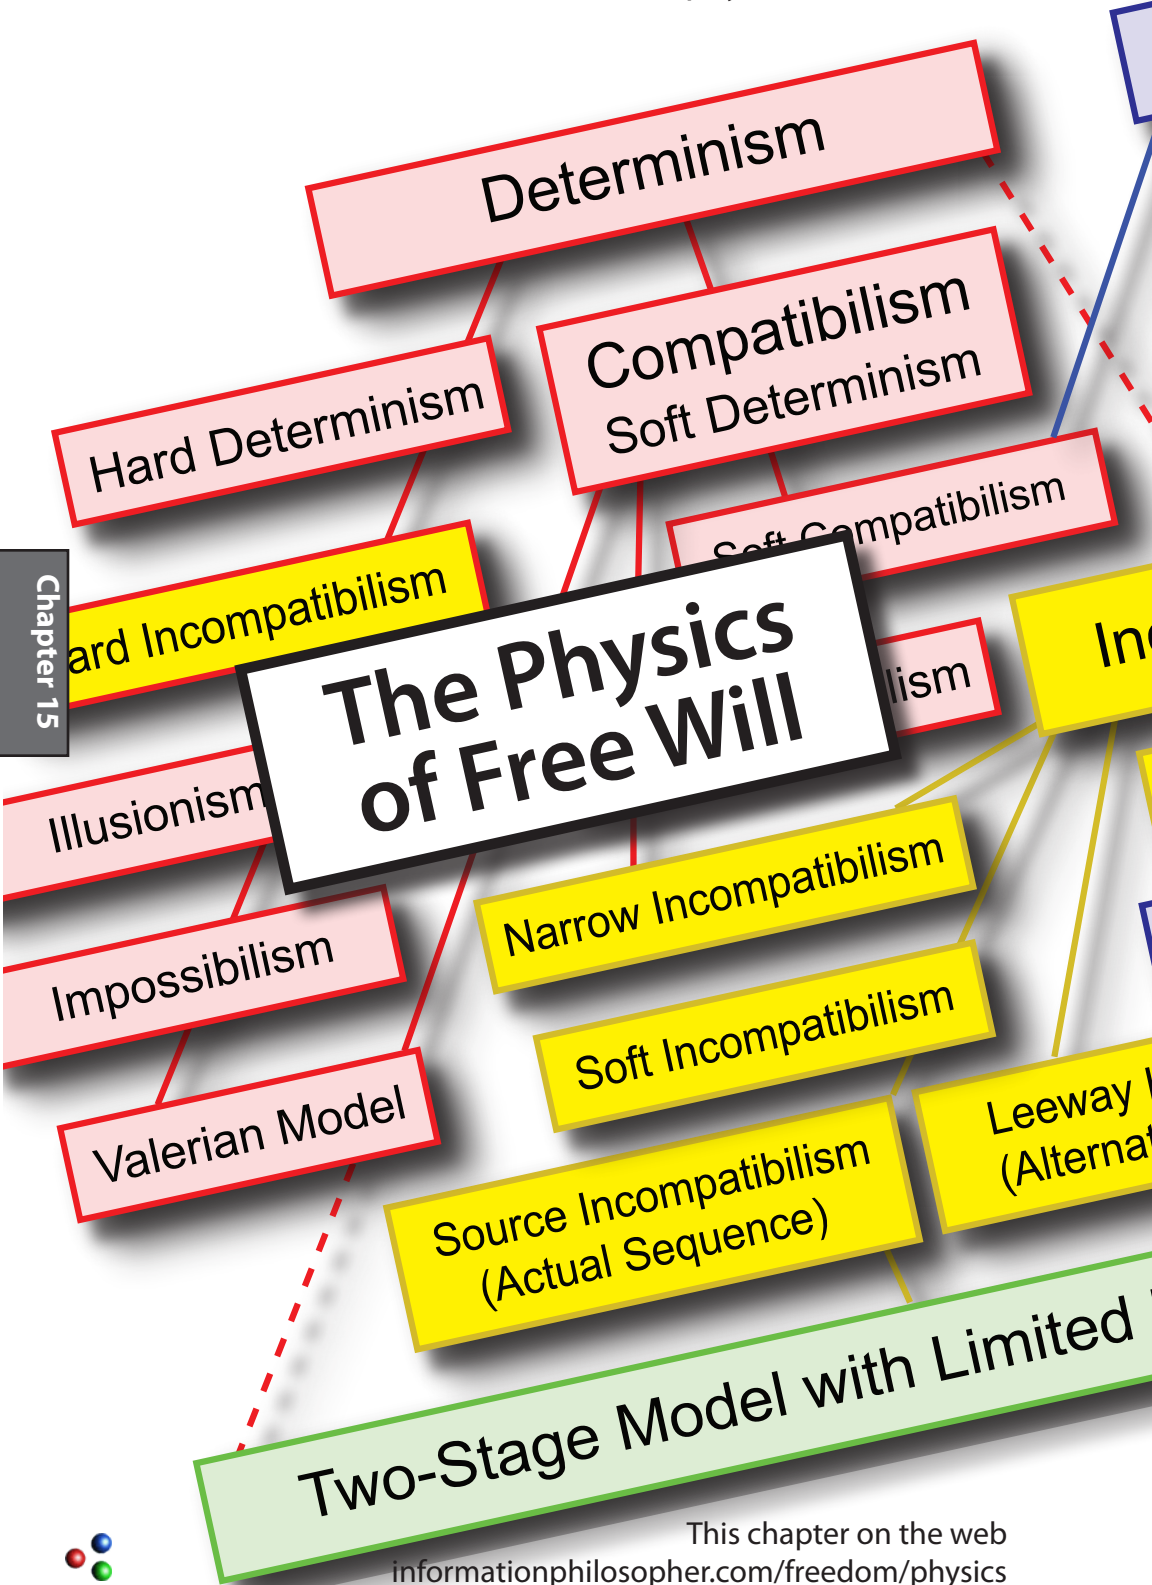 Determinism
Compatibilism
Soft Determinism
Hard Determinism
Soft Compatibilism
ard Incompatibilism
Chapter 15
The Physics
of Free Will
lism
Inc
Illusionism
Narrow Incompatibilism
Impossibilism
Soft Incompatibilism
Valerian Model
Leeway
(Alternat
Source Incompatibilism
(Actual Sequence)
Two-Stage Model with Limited
This chapter on the web
informationphilosopher.com/freedom/physics